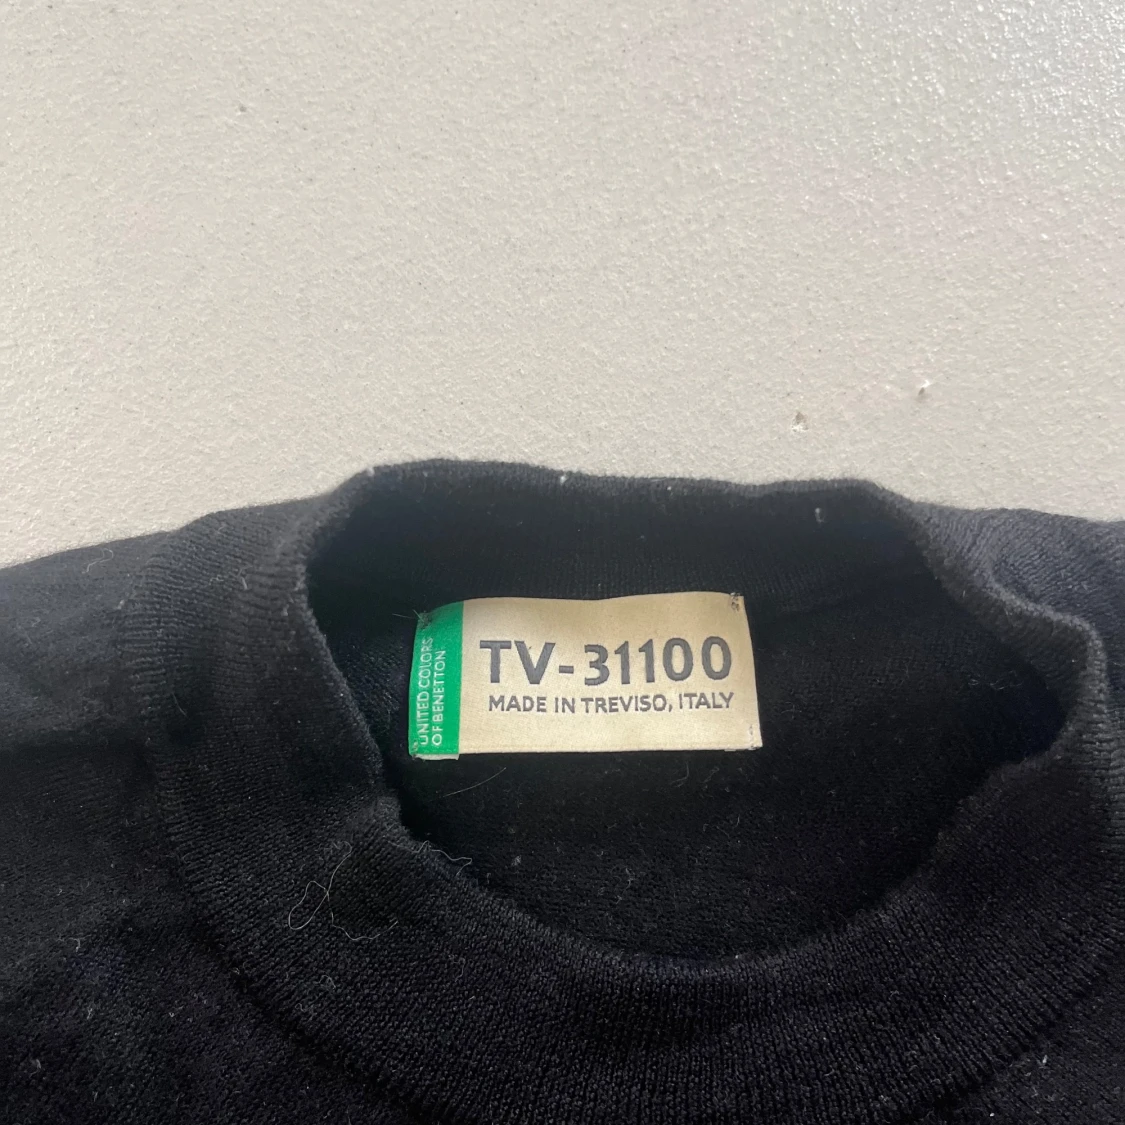 UNITED COLORS
OF BENETTON
TV-31100
MADE IN TREVISO, ITALY